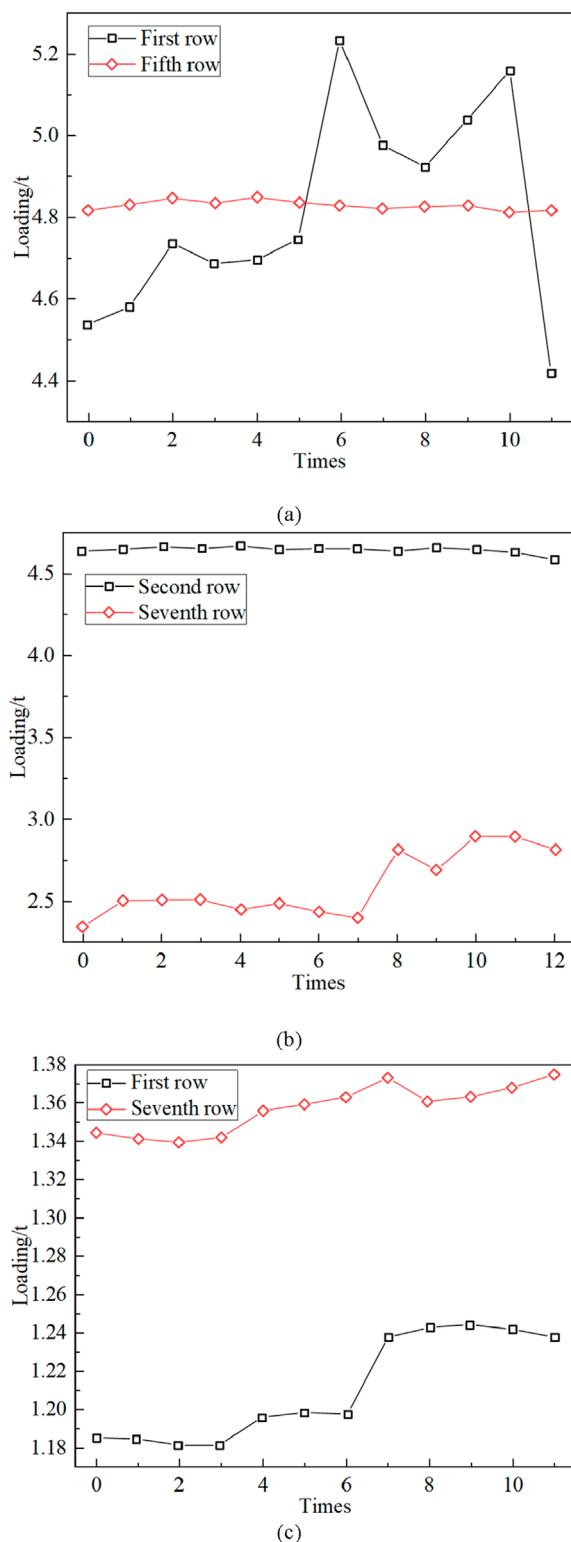 First row
Fifth row
5.2
5.0
4.8
4.6
4.4
Loading/t
0 2 4 6 8 10
Times
(a)
Second row
Seventh row
4.5
4.0
3.5
3.0
2.5
Loading/t
0 2 4 6 8 10 12
Times
(b)
First row
Seventh row
1.38
1.36
1.34
1.32
1.30
1.28
1.26
1.24
1.22
1.20
1.18
Loading/t
0 2 4 6 8 10
Times
(c)